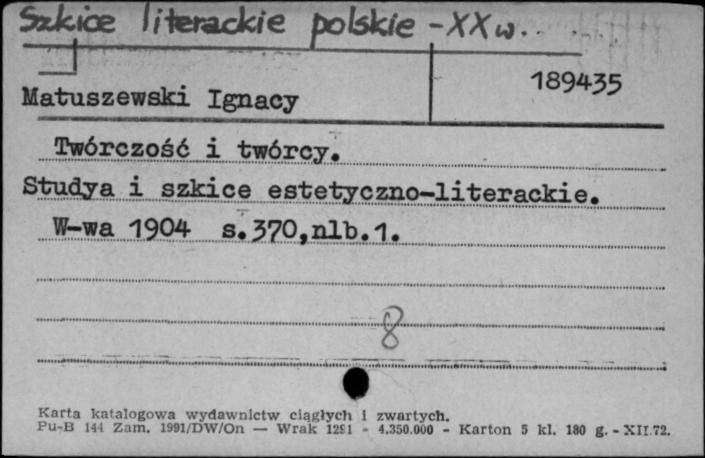 Szkice literackie polskie - XX w.
189435
Matuszewski Ignacy
Twórczość i twórcy.
Studya i szkice estetyczno-literackie.
W-wa 1904 s.370,nlb.1.
8
Karta katalogowa wydawnictw ciągłych i zwartych.
Pu-B 144 Zam. 1991/DW/On — Wrak 1291 - 4.350.000 - Karton 5 kl. 180 g. - XII.72.